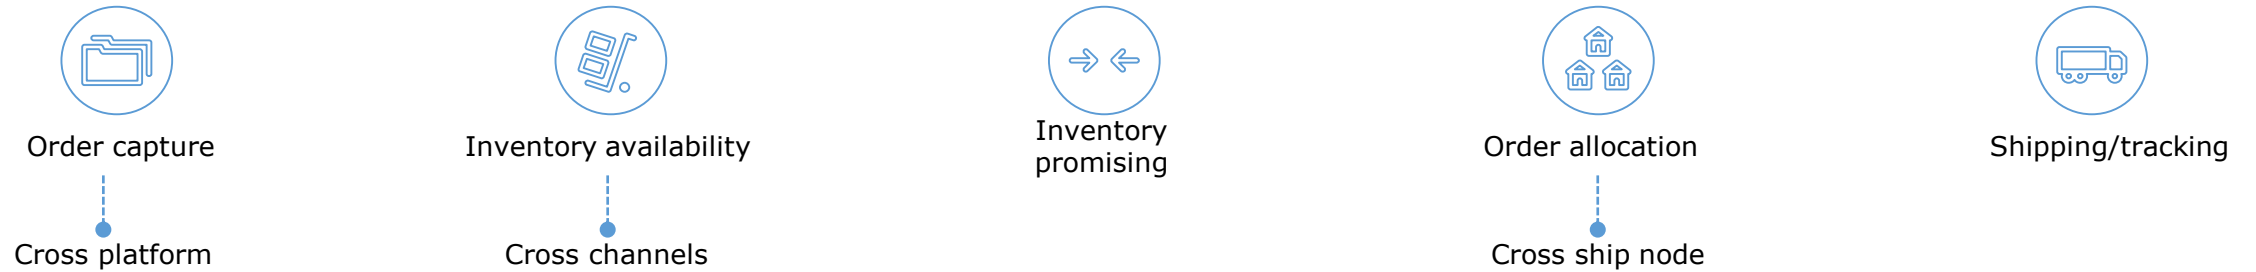 Order capture
Inventory availability
Inventory
promising
Order allocation
Shipping/tracking
Cross platform
Cross channels
Cross ship node